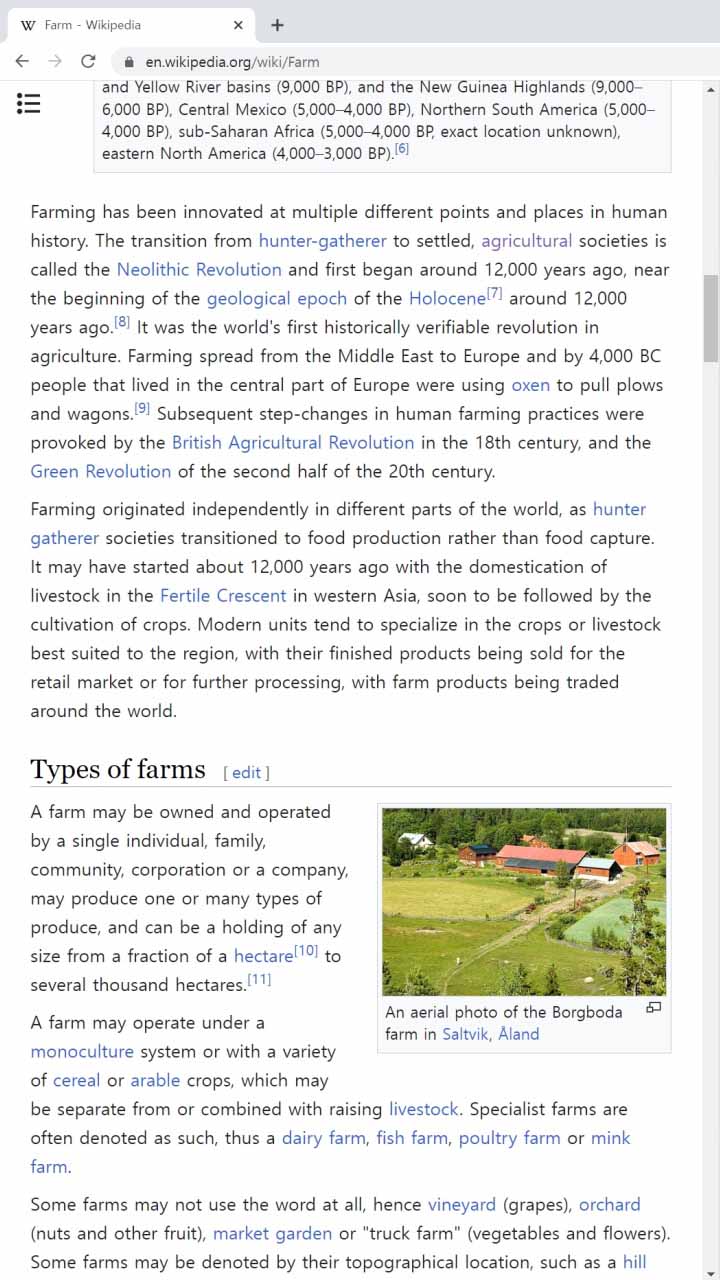 W Farm - Wikipedia
en.wikipedia.org/wiki/Farm
and Yellow River basins (9,000 BP), and the New Guinea Highlands (9,000–
6,000 BP), Central Mexico (5,000–4,000 BP), Northern South America (5,000–
4,000 BP), sub-Saharan Africa (5,000–4,000 BP, exact location unknown),
eastern North America (4,000–3,000 BP).[6]
Farming has been innovated at multiple different points and places in human
history. The transition from hunter-gatherer to settled, agricultural societies is
called the Neolithic Revolution and first began around 12,000 years ago, near
the beginning of the geological epoch of the Holocene[7] around 12,000
years ago.[8] It was the world's first historically verifiable revolution in
agriculture. Farming spread from the Middle East to Europe and by 4,000 BC
people that lived in the central part of Europe were using oxen to pull plows
and wagons.[9] Subsequent step-changes in human farming practices were
provoked by the British Agricultural Revolution in the 18th century, and the
Green Revolution of the second half of the 20th century.
Farming originated independently in different parts of the world, as hunter
gatherer societies transitioned to food production rather than food capture.
It may have started about 12,000 years ago with the domestication of
livestock in the Fertile Crescent in western Asia, soon to be followed by the
cultivation of crops. Modern units tend to specialize in the crops or livestock
best suited to the region, with their finished products being sold for the
retail market or for further processing, with farm products being traded
around the world.
Types of farms [ edit ]
A farm may be owned and operated
by a single individual, family,
community, corporation or a company,
may produce one or many types of
produce, and can be a holding of any
size from a fraction of a hectare[10] to
several thousand hectares.[11]
An aerial photo of the Borgboda
farm in Saltvik, Åland
A farm may operate under a
monoculture system or with a variety
of cereal or arable crops, which may
be separate from or combined with raising livestock. Specialist farms are
often denoted as such, thus a dairy farm, fish farm, poultry farm or mink
farm.
Some farms may not use the word at all, hence vineyard (grapes), orchard
(nuts and other fruit), market garden or "truck farm" (vegetables and flowers).
Some farms may be denoted by their topographical location, such as a hill